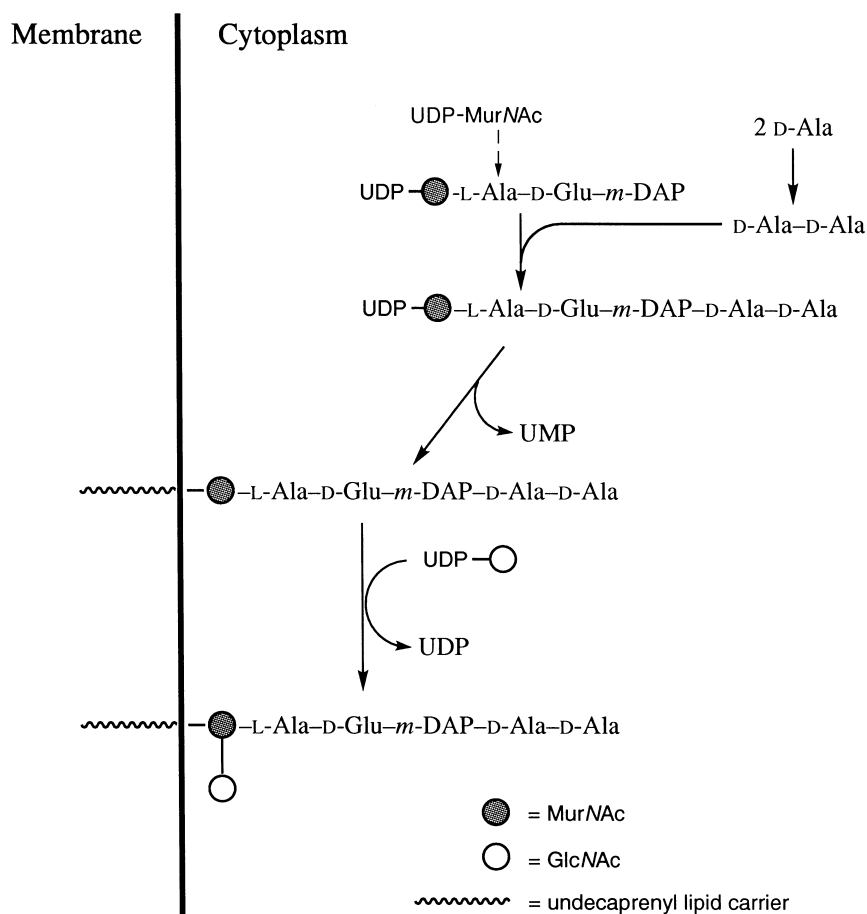 Membrane
Cytoplasm
UDP-MurNAc
2 D-Ala
UDP -L-Ala–D-Glu–m-DAP
D-Ala–D-Ala
UDP –L-Ala–D-Glu–m-DAP–D-Ala–D-Ala
UMP
–L-Ala–D-Glu–m-DAP–D-Ala–D-Ala
UDP
UDP
–L-Ala–D-Glu–m-DAP–D-Ala–D-Ala
= MurNAc
= GlcNAc
= undecaprenyl lipid carrier